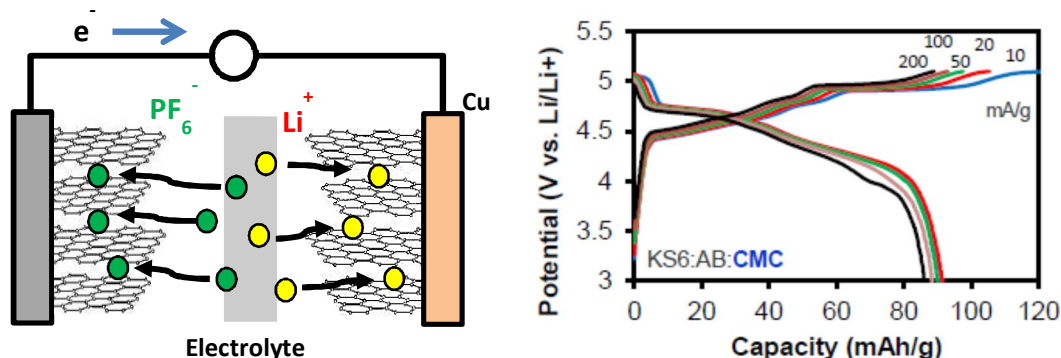 e-
PF6-
Li+
Cu
Electrolyte
Potential (V vs. Li/Li+)
5.5
5
4.5
4
3.5
3
200
100
50
20
10
mA/g
KS6:AB:CMC
0
20
40
60
80
100
120
Capacity (mAh/g)